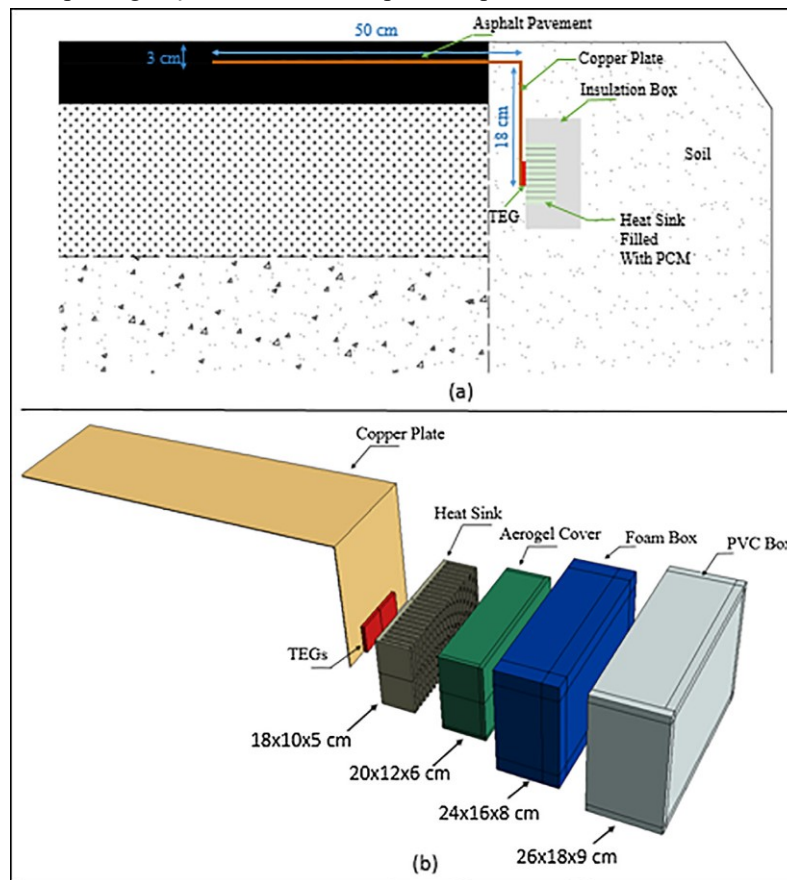 50 cm
Asphalt Pavement
3 cm
Copper Plate
Insulation Box
18 cm
Soil
TEG
Heat Sink
Filled
With PCM
(a)
Copper Plate
Heat Sink
Aerogel Cover
Foam Box
PVC Box
TEGs
18x10x5 cm
20x12x6 cm
24x16x8 cm
26x18x9 cm
(b)